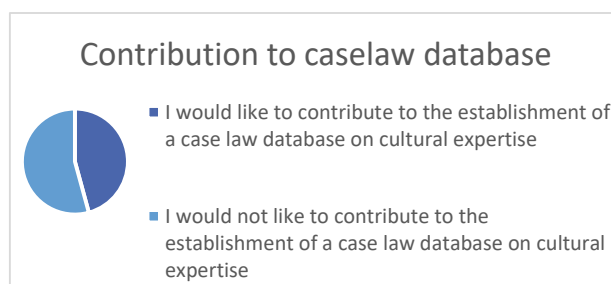 Contribution to caselaw database
I would like to contribute to the establishment of
a case law database on cultural expertise
I would not like to contribute to the
establishment of a case law database on cultural
expertise